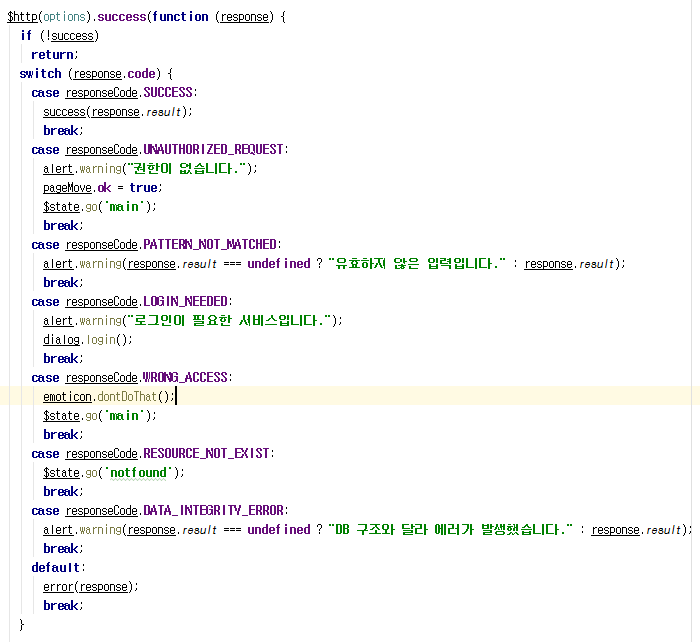 $http(options).success(function (response) {
if (!success)
return;
switch (response.code) {
case responseCode.SUCCESS:
success(response.result);
break;
case responseCode.UNAUTHORIZED_REQUEST:
alert.warning("권한이 없습니다.");
pageMove.ok = true;
$state.go('main');
break;
case responseCode.PATTERN_NOT_MATCHED:
alert.warning(response.result === undefined ? "유효하지 않은 입력입니다." : response.result);
break;
case responseCode.LOGIN_NEEDED:
alert.warning("로그인이 필요한 서비스입니다.");
dialog.login();
break;
case responseCode.WRONG_ACCESS:
emoticon.dontDoThat();
$state.go('main');
break;
case responseCode.RESOURCE_NOT_EXIST:
$state.go('notfound');
break;
case responseCode.DATA_INTEGRITY_ERROR:
alert.warning(response.result === undefined ? "DB 구조와 달라 에러가 발생했습니다." : response.result);
break;
default:
error(response);
break;
}